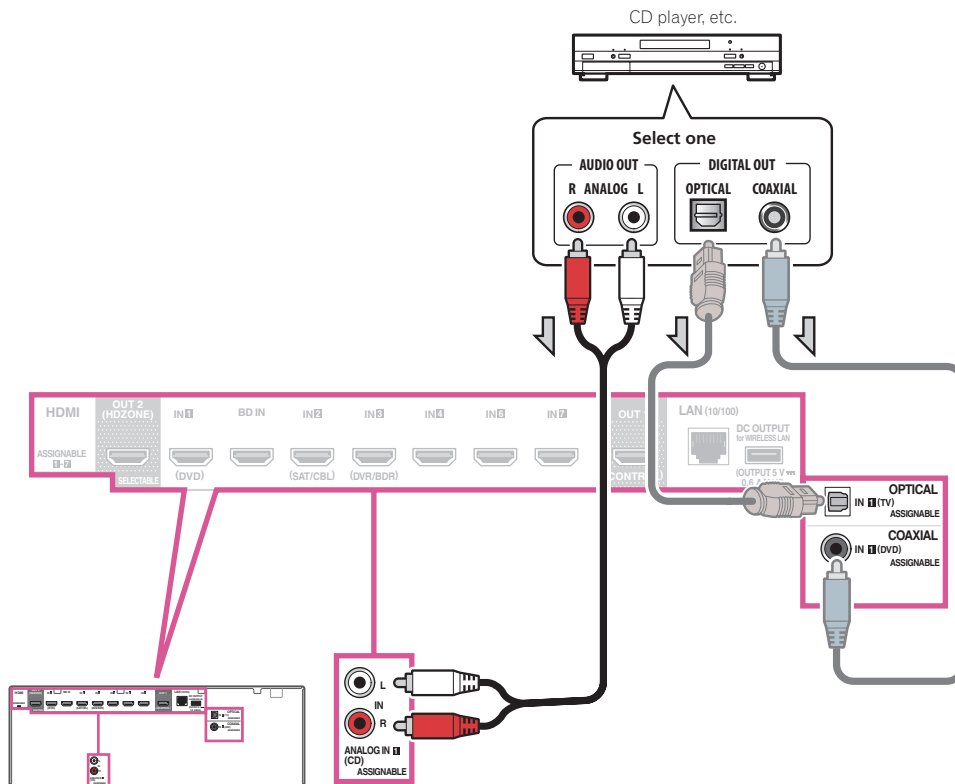 CD player, etc.
Select one
AUDIO OUT
DIGITAL OUT
R ANALOG L
OPTICAL
COAXIAL
HDMI
ASSIGNABLE
1-7
OUT 2
(HDZONE)
SELECTABLE
IN 1
(DVD)
BD IN
IN 2
(SAT/CBL)
IN 3
(DVR/BDR)
IN 4
IN 6
IN 7
OUT
LAN (10/100)
DC OUTPUT
for WIRELESS LAN
(OUTPUT 5 V
0.6 A
OPTICAL
IN 1 (TV)
ASSIGNABLE
COAXIAL
IN 1 (DVD)
ASSIGNABLE
L
IN
R
ANALOG IN 1
(CD)
ASSIGNABLE